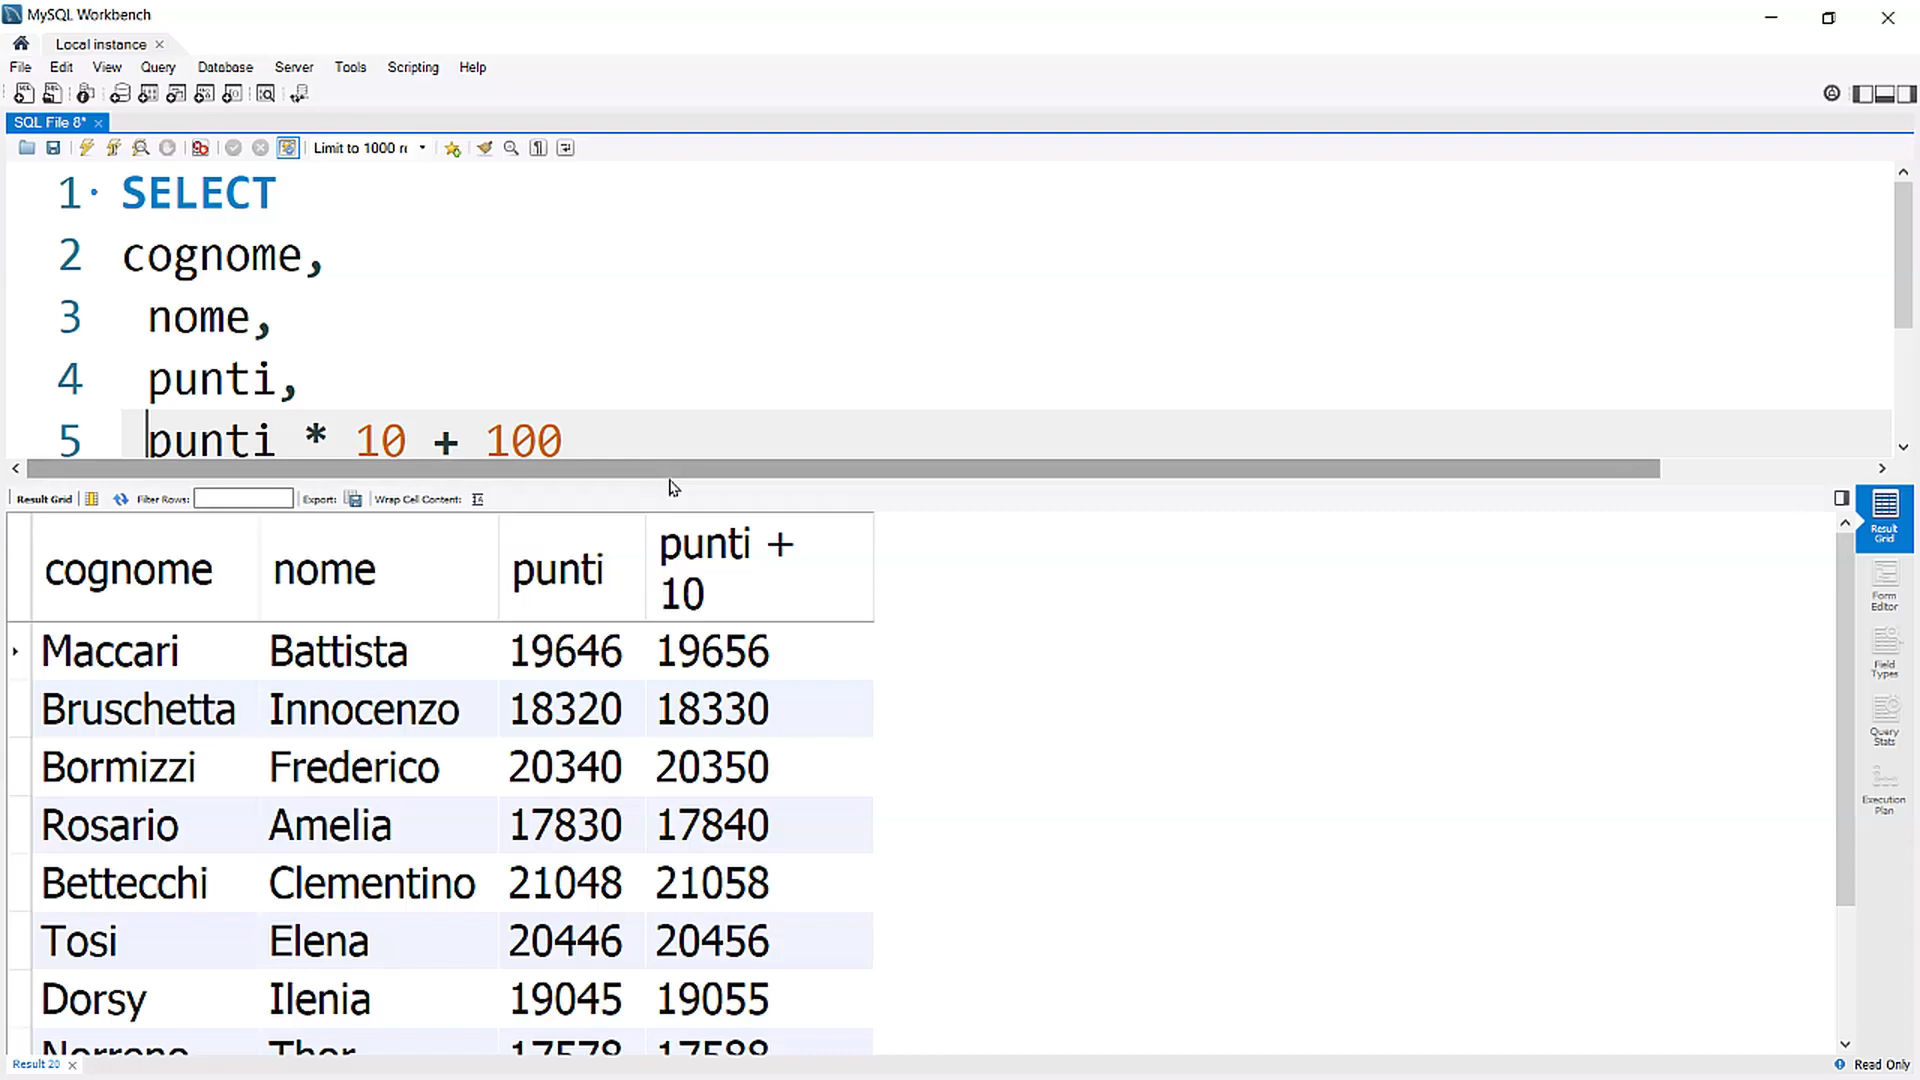 MySQL Workbench
Local instance
File Edit View Query Database Server Tools Scripting Help
SQL File 8*
Limit to 1000 r
1 SELECT
2 cognome,
3 nome,
4 punti,
5 punti * 10 + 100
Result Grid Filter Rows: Export: Wrap Cell Content:
cognome nome punti punti + 10
Maccari Battista 19646 19656
Bruschetta Innocenzo 18320 18330
Bormizzi Frederico 20340 20350
Rosario Amelia 17830 17840
Bettecchi Clementino 21048 21058
Tosi Elena 20446 20456
Dorsy Ilenia 19045 19055
Norreno Thor 17578 17588
Result Grid
Form Editor
Field Types
Query Stats
Execution Plan
Result 20
Read Only